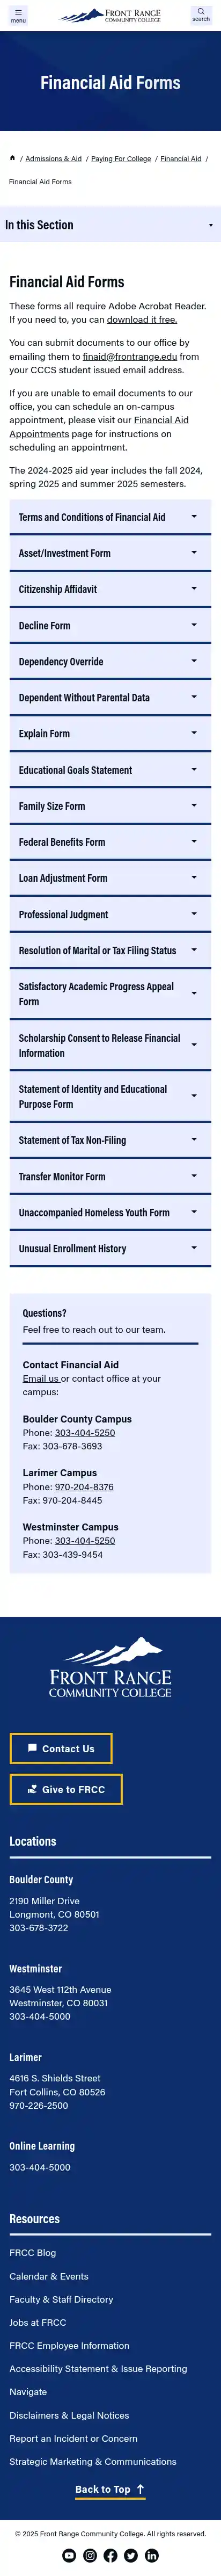 menu
FRONT RANGE
COMMUNITY COLLEGE
search
Financial Aid Forms
/ Admissions & Aid / Paying For College / Financial Aid /
Financial Aid Forms
In this Section
Financial Aid Forms
These forms all require Adobe Acrobat Reader.
If you need to, you can download it free.
You can submit documents to our office by
emailing them to finaid@frontrange.edu from
your CCCS student issued email address.
If you are unable to email documents to our
office, you can schedule an on-campus
appointment, please visit our Financial Aid
Appointments page for instructions on
scheduling an appointment.
The 2024-2025 aid year includes the fall 2024,
spring 2025 and summer 2025 semesters.
Terms and Conditions of Financial Aid
Asset/Investment Form
Citizenship Affidavit
Decline Form
Dependency Override
Dependent Without Parental Data
Explain Form
Educational Goals Statement
Family Size Form
Federal Benefits Form
Loan Adjustment Form
Professional Judgment
Resolution of Marital or Tax Filing Status
Satisfactory Academic Progress Appeal
Form
Scholarship Consent to Release Financial
Information
Statement of Identity and Educational
Purpose Form
Statement of Tax Non-Filing
Transfer Monitor Form
Unaccompanied Homeless Youth Form
Unusual Enrollment History
Questions?
Feel free to reach out to our team.
Contact Financial Aid
Email us or contact office at your
campus:
Boulder County Campus
Phone: 303-404-5250
Fax: 303-678-3693
Larimer Campus
Phone: 970-204-8376
Fax: 970-204-8445
Westminster Campus
Phone: 303-404-5250
Fax: 303-439-9454
FRONT RANGE
COMMUNITY COLLEGE
Contact Us
Give to FRCC
Locations
Boulder County
2190 Miller Drive
Longmont, CO 80501
303-678-3722
Westminster
3645 West 112th Avenue
Westminster, CO 80031
303-404-5000
Larimer
4616 S. Shields Street
Fort Collins, CO 80526
970-226-2500
Online Learning
303-404-5000
Resources
FRCC Blog
Calendar & Events
Faculty & Staff Directory
Jobs at FRCC
FRCC Employee Information
Accessibility Statement & Issue Reporting
Navigate
Disclaimers & Legal Notices
Report an Incident or Concern
Strategic Marketing & Communications
Back to Top
© 2025 Front Range Community College. All rights reserved.